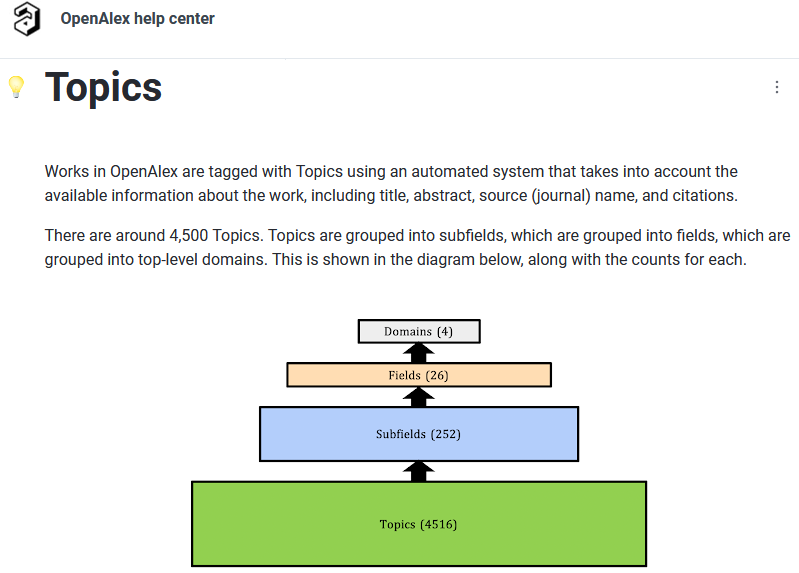 OpenAlex help center
Topics
Works in OpenAlex are tagged with Topics using an automated system that takes into account the
available information about the work, including title, abstract, source (journal) name, and citations.
There are around 4,500 Topics. Topics are grouped into subfields, which are grouped into fields, which are
grouped into top-level domains. This is shown in the diagram below, along with the counts for each.
Domains (4)
Fields (26)
Subfields (252)
Topics (4516)